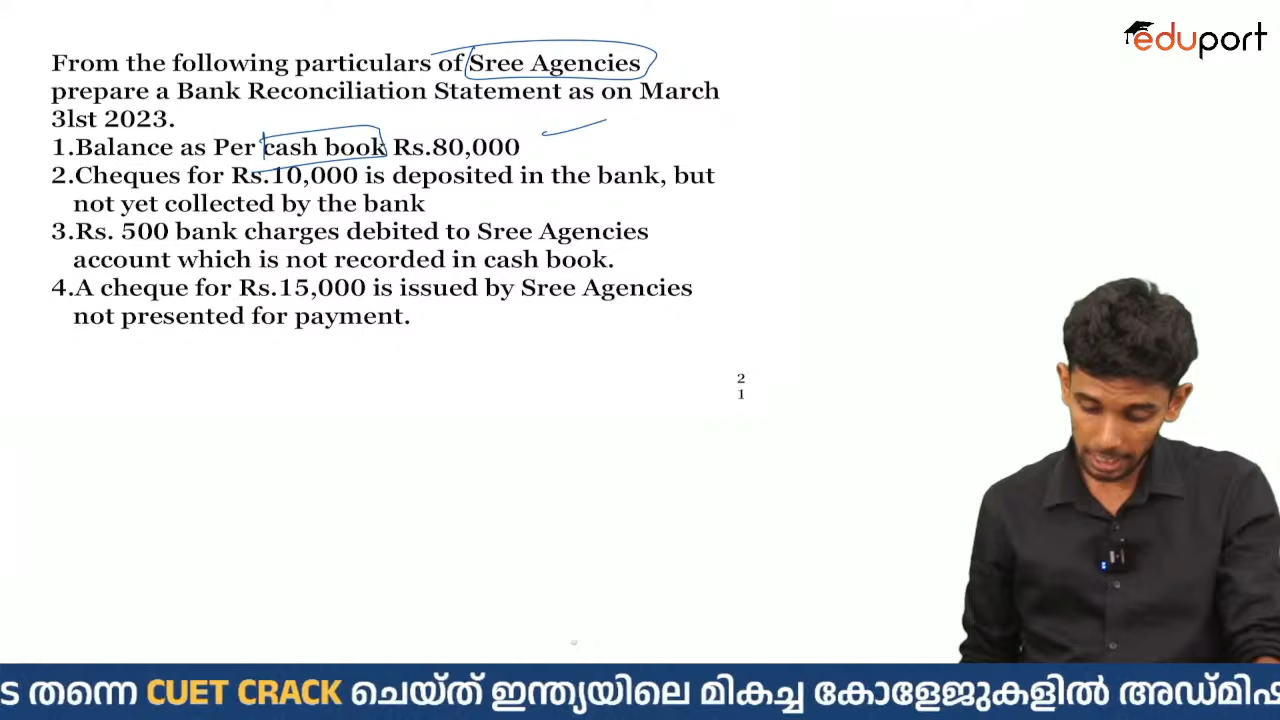 eduport
From the following particulars of Sree Agencies
prepare a Bank Reconciliation Statement as on March
3lst 2023.
1.Balance as Per cash book Rs.80,000
2.Cheques for Rs.10,000 is deposited in the bank, but
not yet collected by the bank
3.Rs. 500 bank charges debited to Sree Agencies
account which is not recorded in cash book.
4.A cheque for Rs.15,000 is issued by Sree Agencies
not presented for payment.
2
1
ടെ തന്നെ CUET CRACK ചെയ്ത് ഇന്ത്യയിലെ മികച്ച കോളേജുകളിൽ അഡ്മിഷ